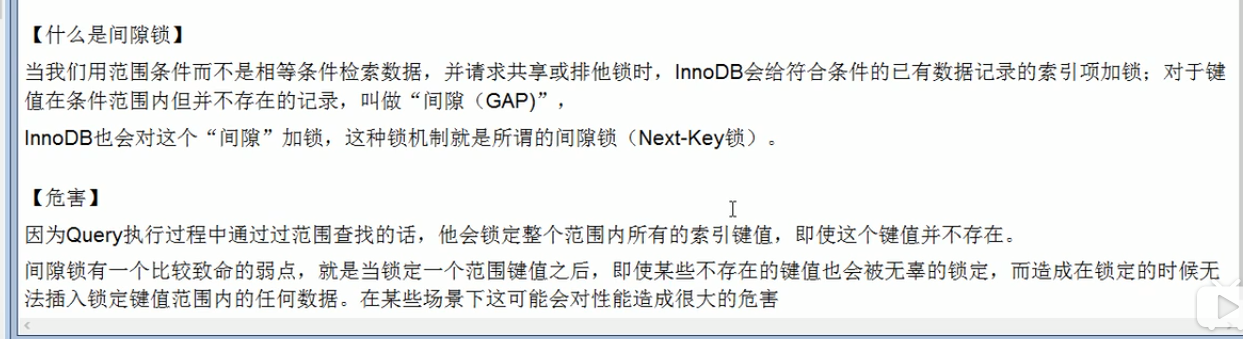 【什么是间隙锁】
当我们用范围条件而不是相等条件检索数据，并请求共享或排他锁时，InnoDB会给符合条件的已有数据记录的索引项加锁；对于键
值在条件范围内但并不存在的记录，叫做“间隙（GAP)”，
InnoDB也会对这个“间隙”加锁，这种锁机制就是所谓的间隙锁（Next-Key锁）。
【危害】
因为Query执行过程中通过过范围查找的话，他会锁定整个范围内所有的索引键值，即使这个键值并不存在。
间隙锁有一个比较致命的弱点，就是当锁定一个范围键值之后，即使某些不存在的键值也会被无辜的锁定，而造成在锁定的时候无
法插入锁定键值范围内的任何数据。在某些场景下这可能会对性能造成很大的危害